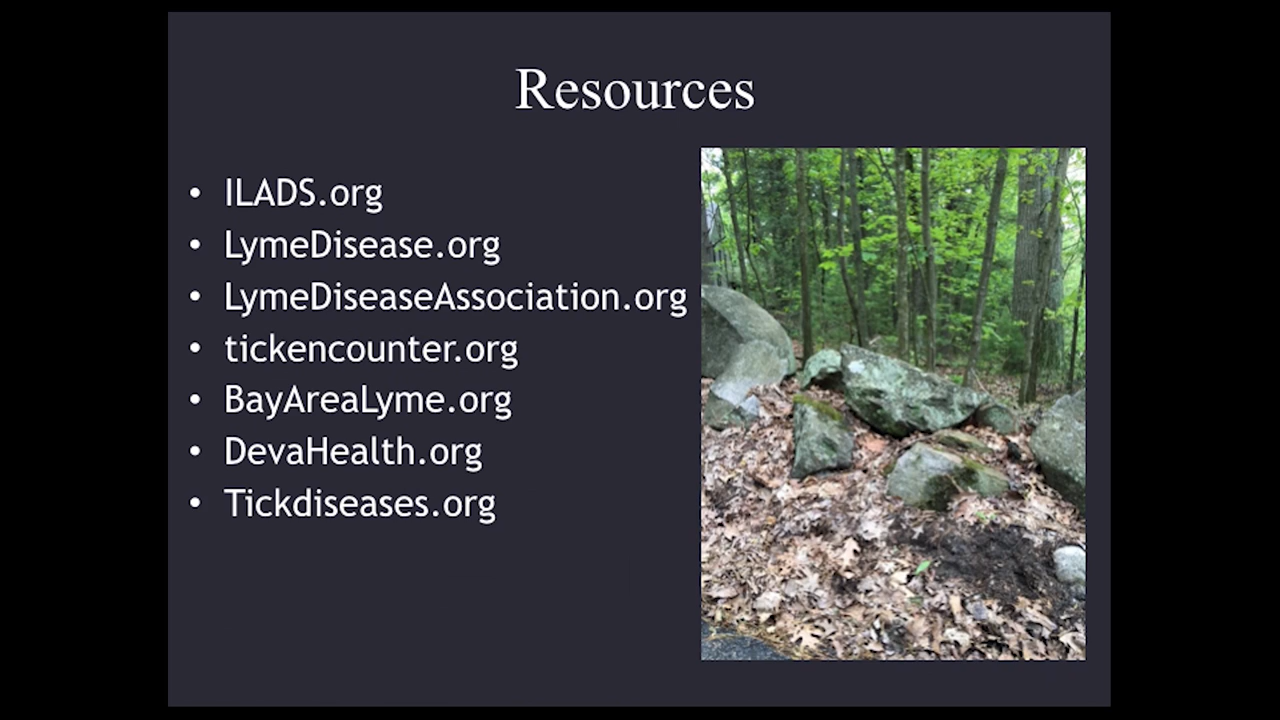 Resources
• ILADS.org
• LymeDisease.org
• LymeDiseaseAssociation.org
• tickencounter.org
• BayAreaLyme.org
• DevaHealth.org
• Tickdiseases.org